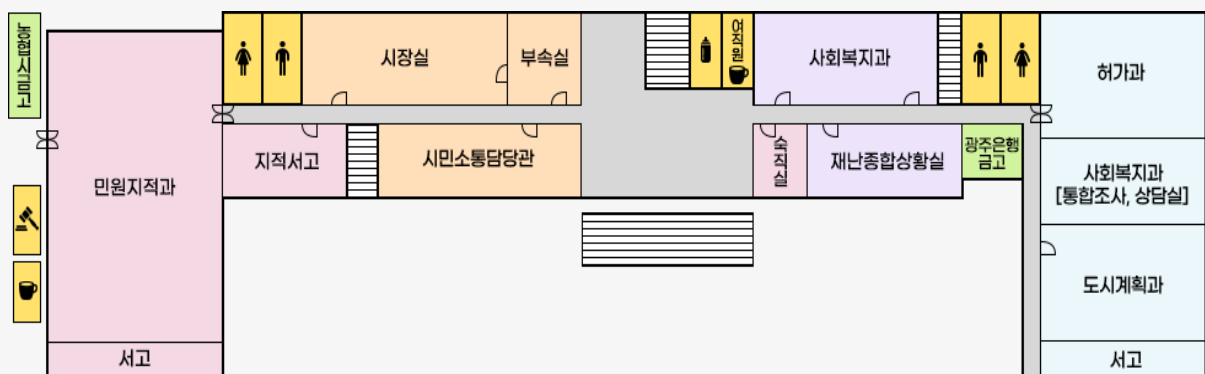 농협시금고
민원지적과
서고
시장실
부속실
지적서고
시민소통담당관
여직원
사회복지과
숙직실
재난종합상황실
광주은행
금고
허가과
사회복지과
[통합조사, 상담실]
도시계획과
서고